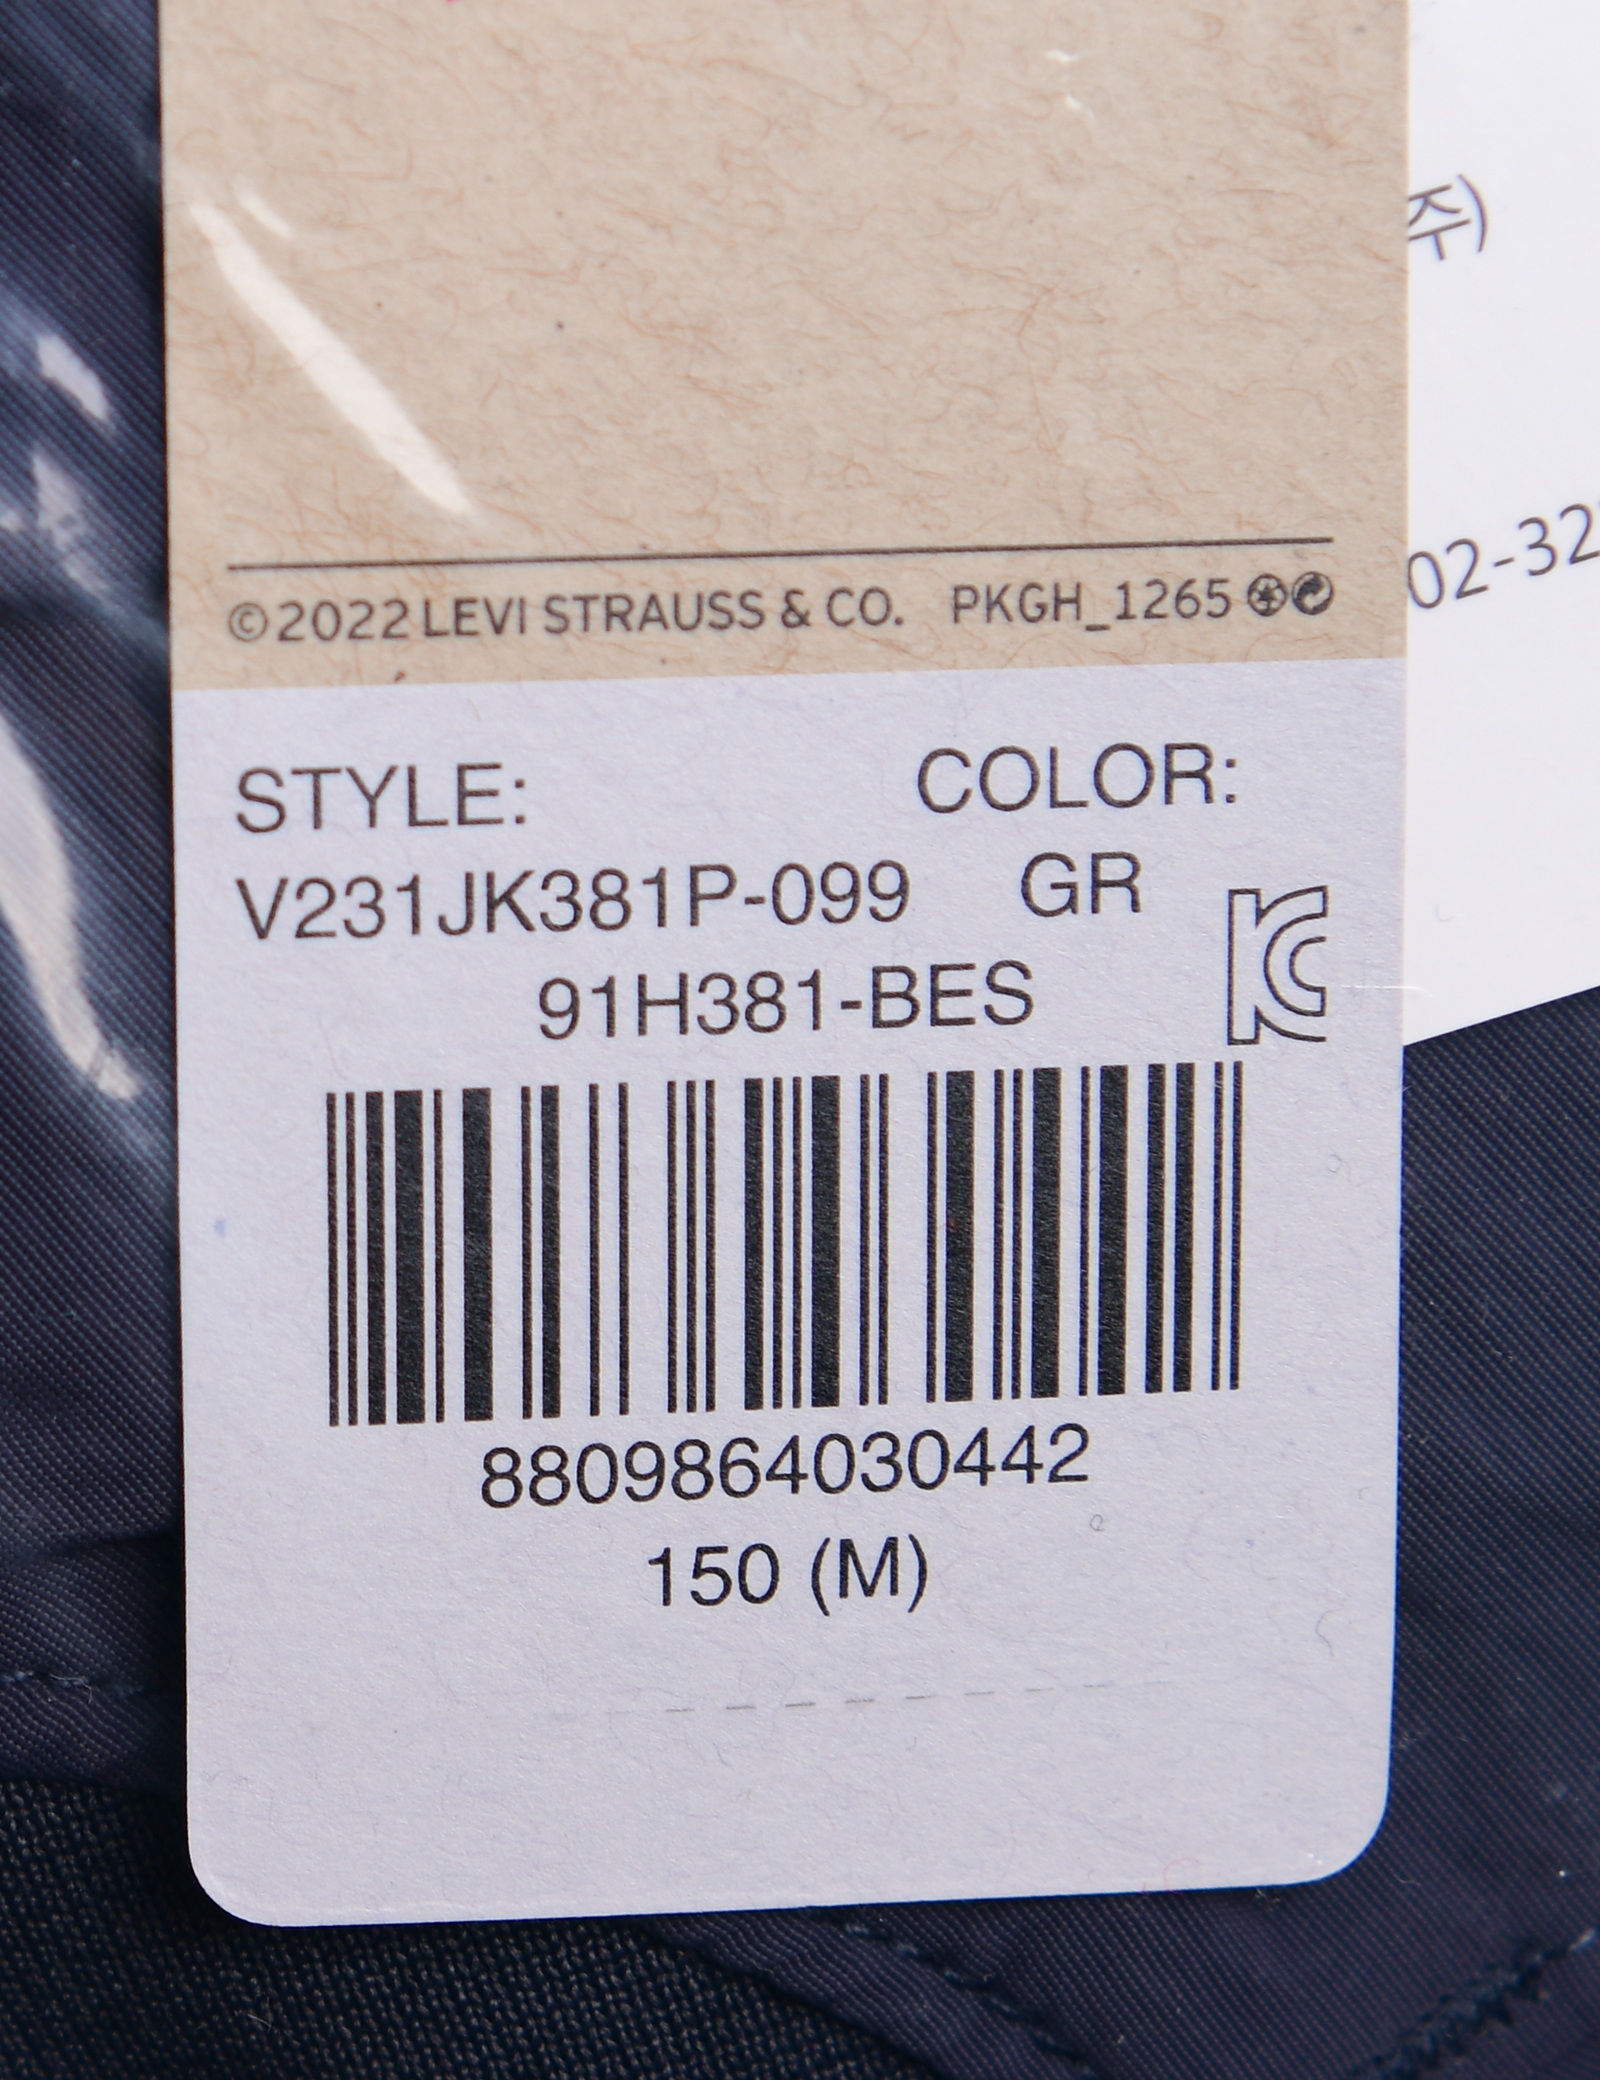 주)
02-32
©2022 LEVI STRAUSS & CO. PKGH_1265
STYLE: COLOR:
V231JK381P-099 GR
91H381-BES
8809864030442
150 (M)